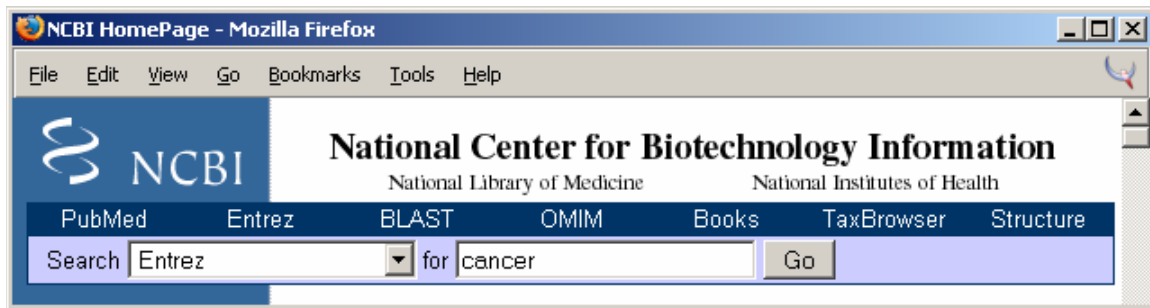 NCBI HomePage - Mozilla Firefox
File Edit View Go Bookmarks Tools Help
NCBI
National Center for Biotechnology Information
National Library of Medicine National Institutes of Health
PubMed Entrez BLAST OMIM Books TaxBrowser Structure
Search Entrez for cancer Go